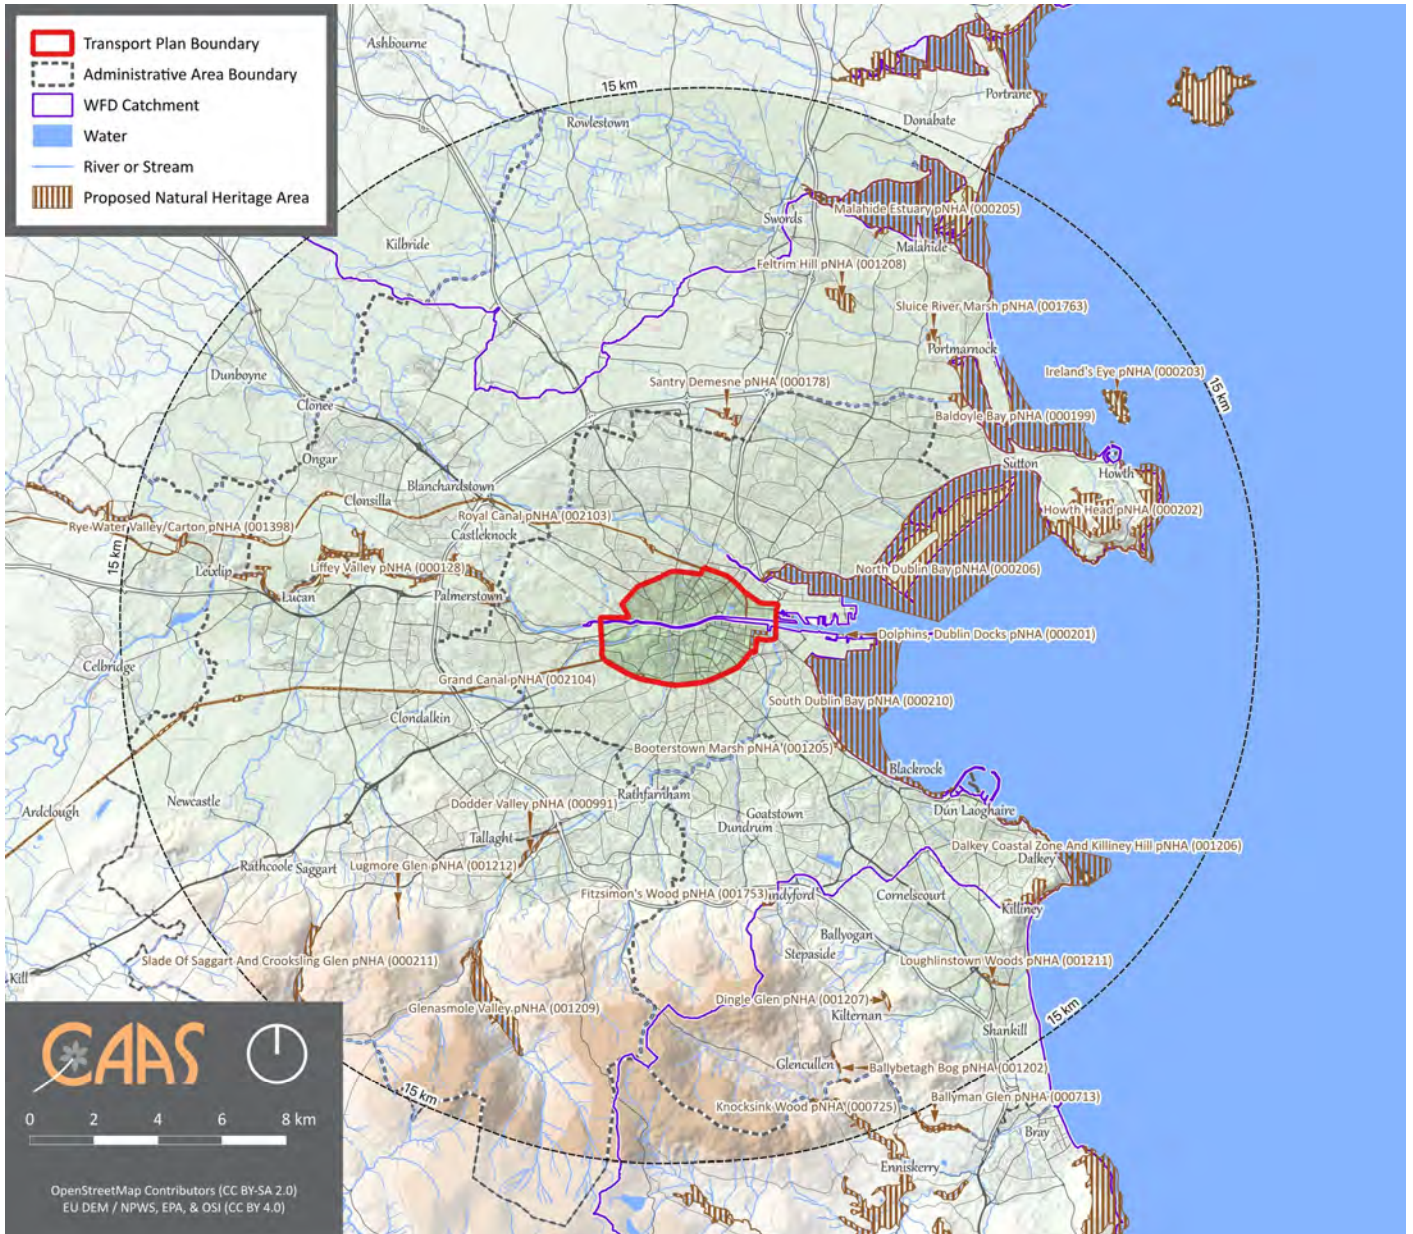 Transport Plan Boundary
Administrative Area Boundary
WFD Catchment
Water
River or Stream
Proposed Natural Heritage Area
Ashbourne
15 km
Rowlestown
Portrane
Donabate
Kilbride
Swords
Malahide Estuary pNHA (000205)
Malahide
Feltrim Hill pNHA (001208)
Sluice River Marsh pNHA (001763)
Portmarnock
Dunboyne
Santry Demesne pNHA (000178)
Ireland's Eye pNHA (000203)
15 km
Clonee
Baldoyle Bay pNHA (000199)
Ongar
Sutton
Howth
Blanchardstown
Clonsilla
Royal Canal pNHA (002103)
Howth Head pNHA (000202)
Rye Water Valley/Carton pNHA (001398)
Castleknock
15 km
Leixlip
Liffey Valley pNHA (000128)
North Dublin Bay pNHA (000206)
Lucan
Palmerstown
Dolphins, Dublin Docks pNHA (000201)
Celbridge
Grand Canal pNHA (002104)
South Dublin Bay pNHA (000210)
Clondalkin
Booterstown Marsh pNHA (001205)
Blackrock
Newcastle
Rathfarnham
Ardclough
Dodder Valley pNHA (000991)
Goatstown
Dún Laoghaire
Dundrum
Tallaght
Dalkey Coastal Zone And Killiney Hill pNHA (001206)
Dalkey
Rathcoole
Saggart
Lugmore Glen pNHA (001212)
Fitzsimon's Wood pNHA (001753)
ndyford
Cornelscourt
Killiney
Ballyogan
Stepaside
Slade Of Saggart And Crooksling Glen pNHA (000211)
Loughlinstown Woods pNHA (001211)
Kill
Glenasmole Valley pNHA (001209)
Dingle Glen pNHA (001207)
Kilternan
15 km
Shankill
Glencullen
Ballybetagh Bog pNHA (001202)
15 km
Knocksink Wood pNHA (000725)
Ballyman Glen pNHA (000713)
Bray
Enniskerry
CAAS
0 2 4 6 8 km
OpenStreetMap Contributors (CC BY-SA 2.0)
EU DEM / NPWS, EPA, & OSI (CC BY 4.0)